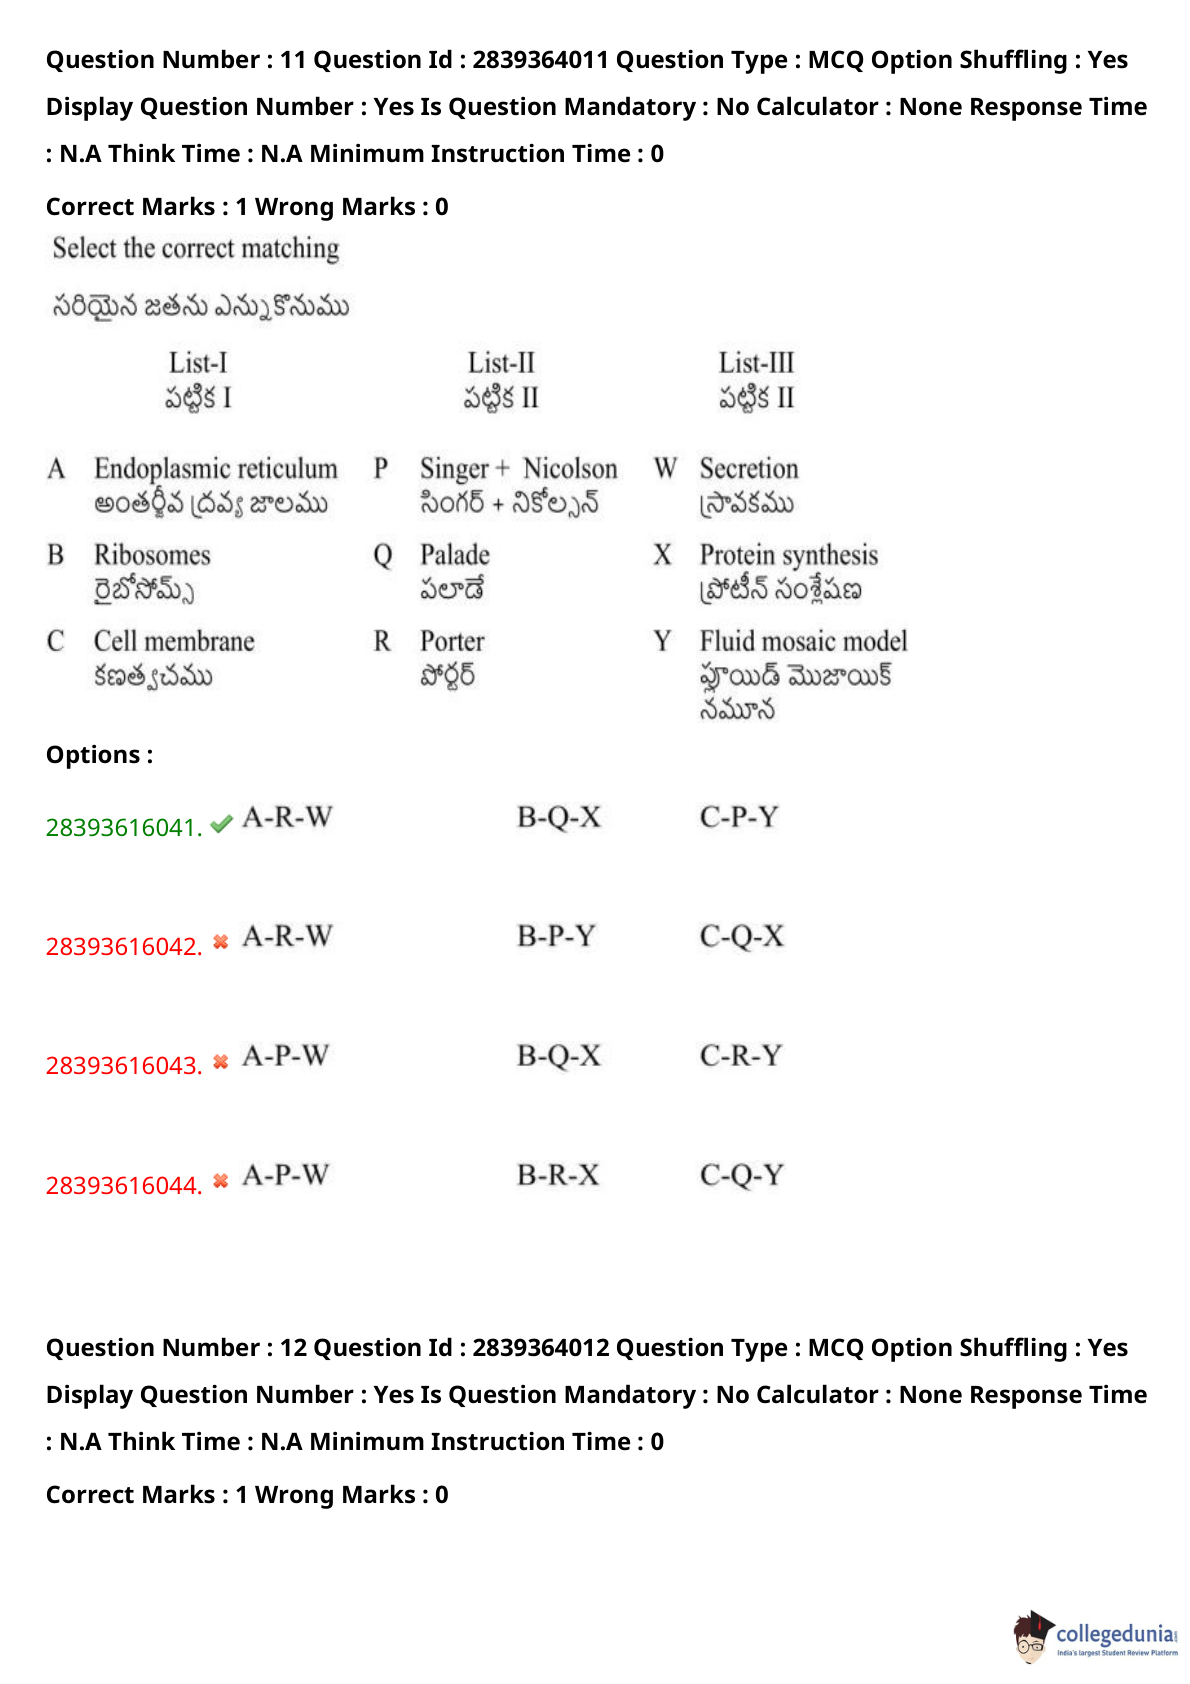 Question Number : 11 Question Id : 2839364011 Question Type : MCQ Option Shuffling : Yes
Display Question Number : Yes Is Question Mandatory : No Calculator : None Response Time
: N.A Think Time : N.A Minimum Instruction Time : 0
Correct Marks : 1 Wrong Marks : 0
Select the correct matching
సరియైన జతను ఎన్నుకొనుము
List-I List-II List-III
పట్టిక I పట్టిక II పట్టిక II
A Endoplasmic reticulum P Singer + Nicolson W Secretion
అంతర్జీవ ద్రవ్య జాలము సింగర్ + నికోల్సన్ స్రావకము
B Ribosomes Q Palade X Protein synthesis
రైబోసోమ్స్ పలాడే ప్రోటీన్ సంశ్లేషణ
C Cell membrane R Porter Y Fluid mosaic model
కణత్వచము పోర్టర్ ఫ్లూయిడ్ మొజాయిక్
నమూన
Options :
28393616041. A-R-W B-Q-X C-P-Y
28393616042. A-R-W B-P-Y C-Q-X
28393616043. A-P-W B-Q-X C-R-Y
28393616044. A-P-W B-R-X C-Q-Y
Question Number : 12 Question Id : 2839364012 Question Type : MCQ Option Shuffling : Yes
Display Question Number : Yes Is Question Mandatory : No Calculator : None Response Time
: N.A Think Time : N.A Minimum Instruction Time : 0
Correct Marks : 1 Wrong Marks : 0
collegedunia
India's largest Student Review Platform